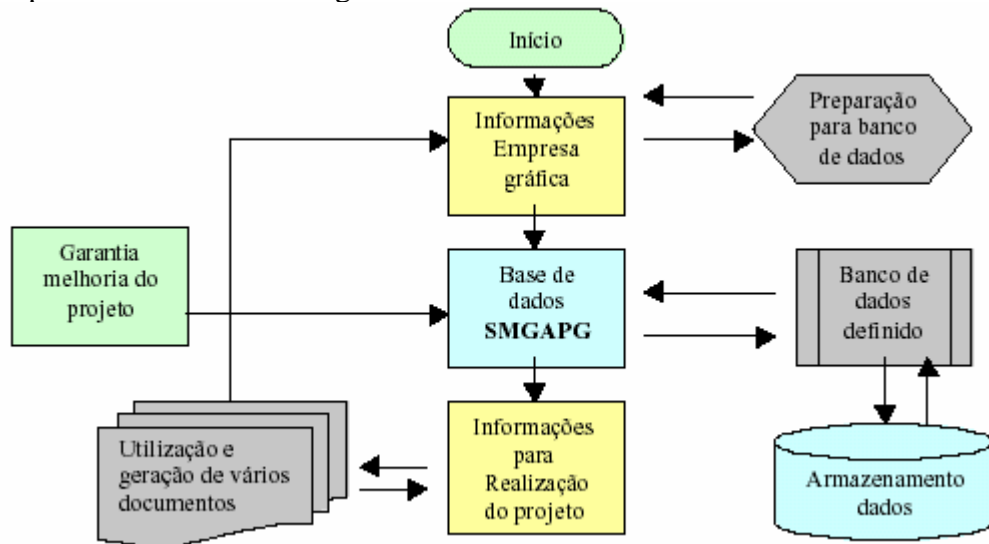 Início
Informações
Empresa
gráfica
Preparação
para banco
de dados
Garantia
melhoria do
projeto
Base de
dados
SMGAPG
Banco de
dados
definido
Utilização e
geração de vários
documentos
Informações
para
Realização
do projeto
Armazenamento
dados